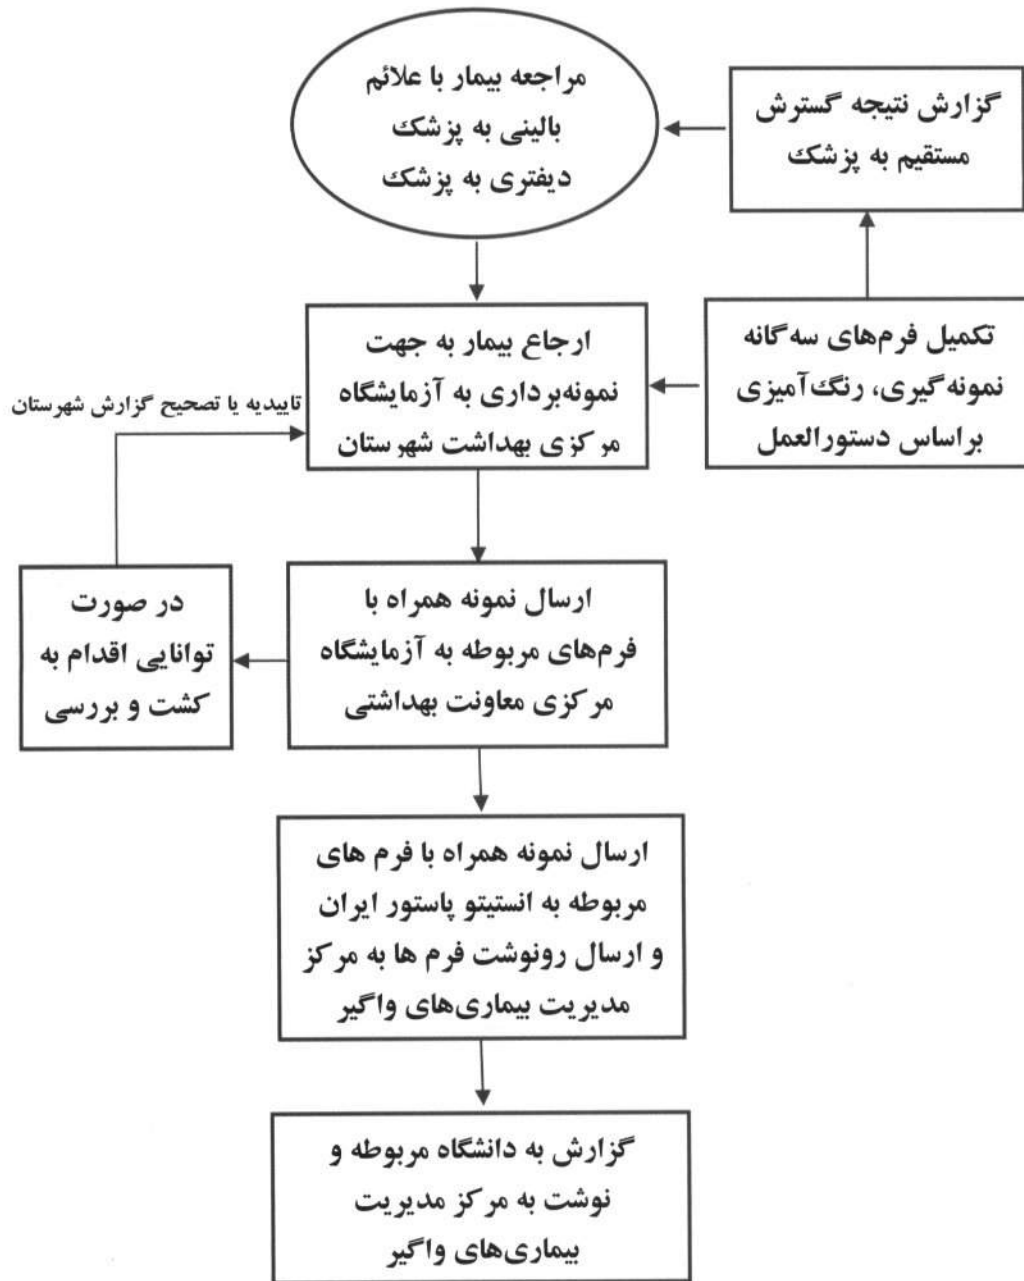 مراجعه بیمار با علائم
بالینی به پزشک
دیفتری به پزشک
گزارش نتیجه گسترش
مستقیم به پزشک
ارجاع بیمار به جهت
نمونه‌برداری به آزمایشگاه
مرکزی بهداشت شهرستان
تکمیل فرم‌های سه‌گانه
نمونه‌گیری، رنگ‌آمیزی
براساس دستورالعمل
تاییدیه یا تصحیح گزارش شهرستان
ارسال نمونه همراه با
فرم‌های مربوطه به آزمایشگاه
مرکزی معاونت بهداشتی
در صورت
توانایی اقدام به
کشت و بررسی
ارسال نمونه همراه با فرم های
مربوطه به انستیتو پاستور ایران
و ارسال رونوشت فرم ها به مرکز
مدیریت بیماری‌های واگیر
گزارش به دانشگاه مربوطه و
نوشت به مرکز مدیریت
بیماری‌های واگیر